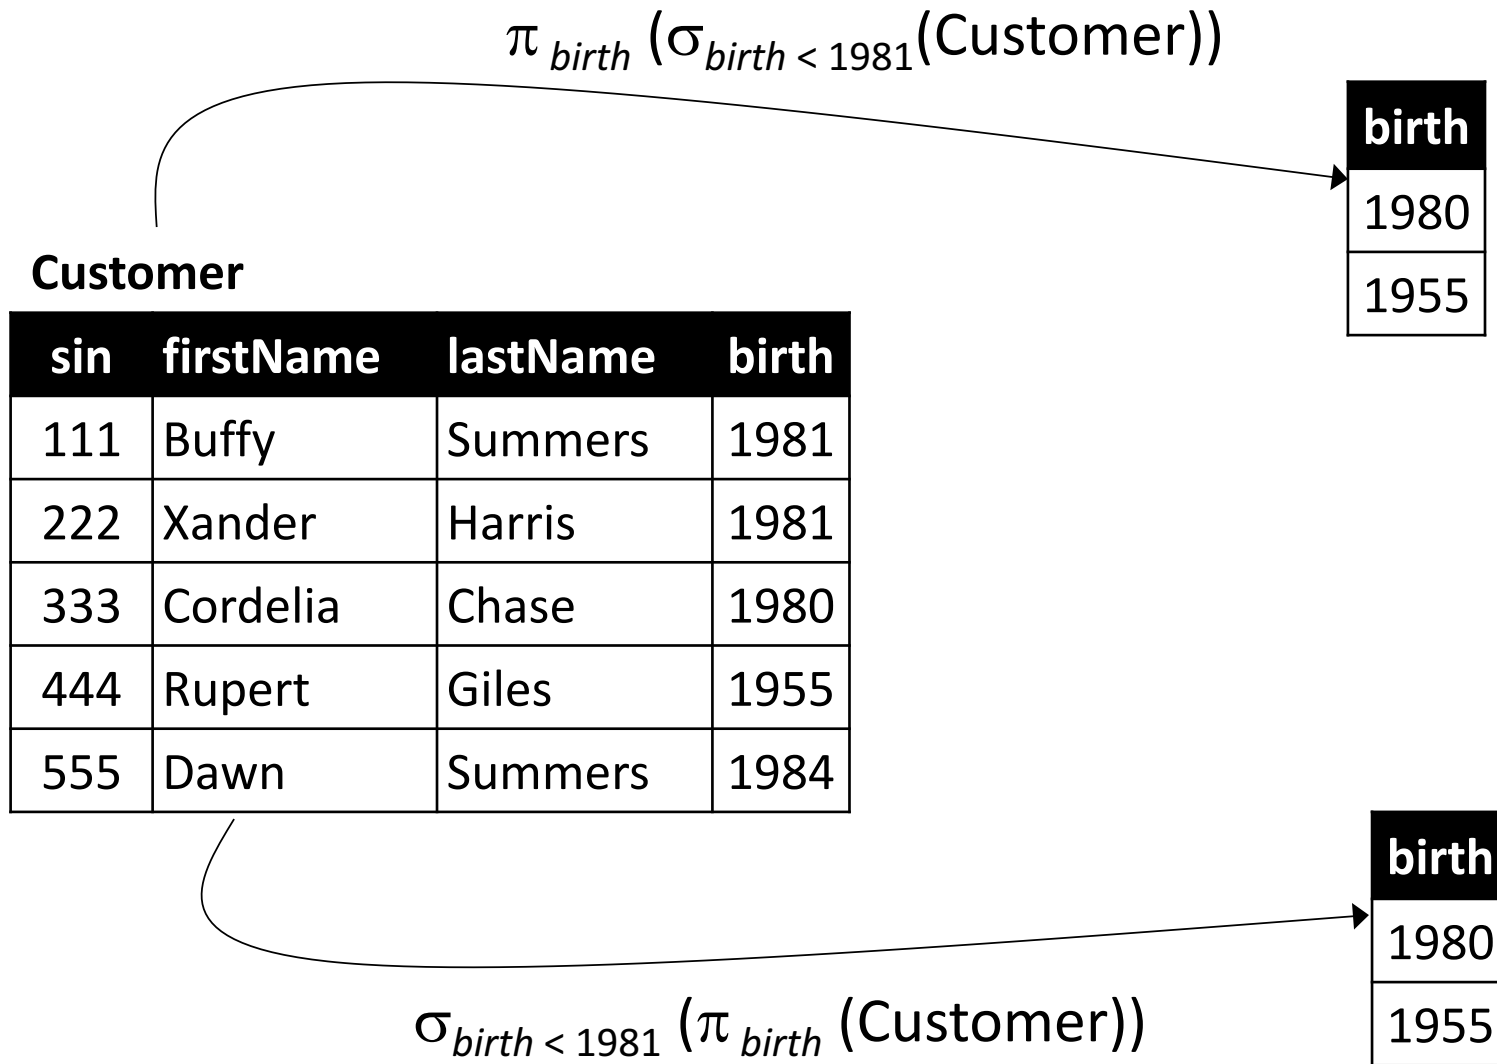 π birth (σbirth < 1981(Customer))
birth
1980
1955
Customer
sin firstName lastName birth
111 Buffy Summers 1981
222 Xander Harris 1981
333 Cordelia Chase 1980
444 Rupert Giles 1955
555 Dawn Summers 1984
birth
1980
1955
σbirth < 1981 (π birth (Customer))